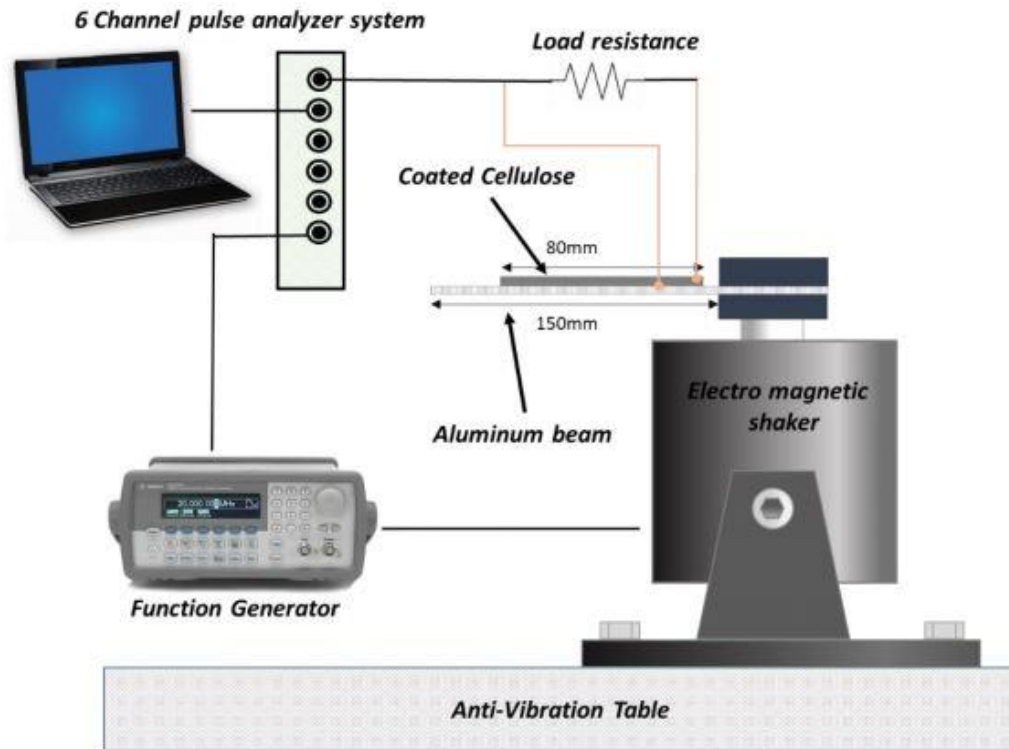 6 Channel pulse analyzer system
Load resistance
Coated Cellulose
80mm
150mm
Aluminum beam
Electro magnetic
shaker
Function Generator
Anti-Vibration Table